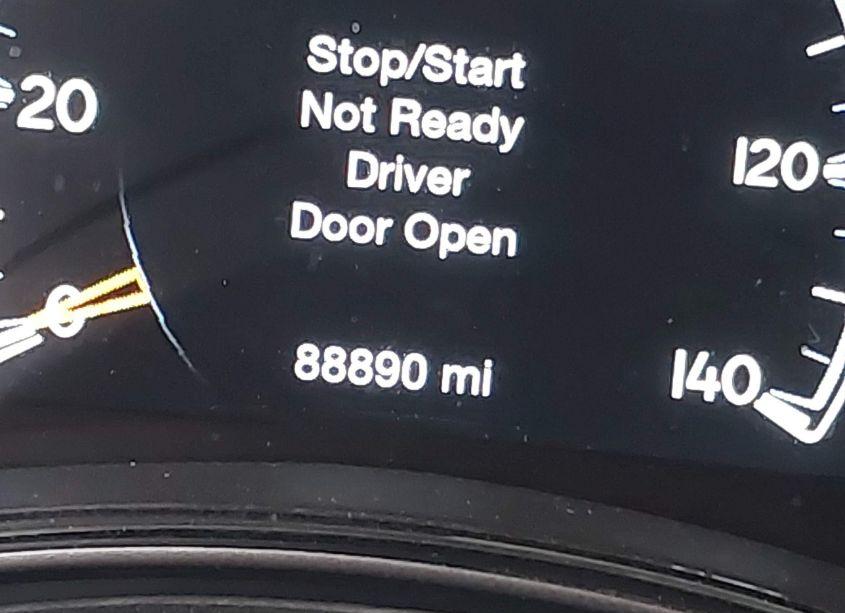 Stop/Start
20
Not Ready
120
Driver
Door Open
0
88890 mi
140